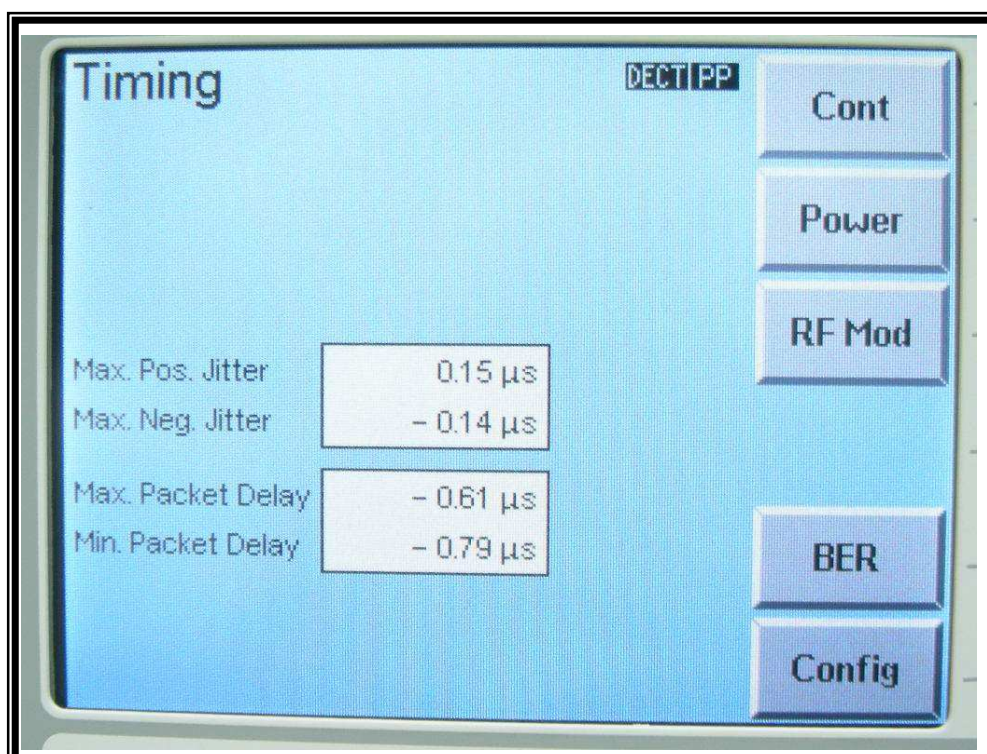 Timing
DECT PP
Cont
Power
RF Mod
Max. Pos. Jitter 0.15 µs
Max. Neg. Jitter – 0.14 µs
Max. Packet Delay – 0.61 µs
Min. Packet Delay – 0.79 µs
BER
Config